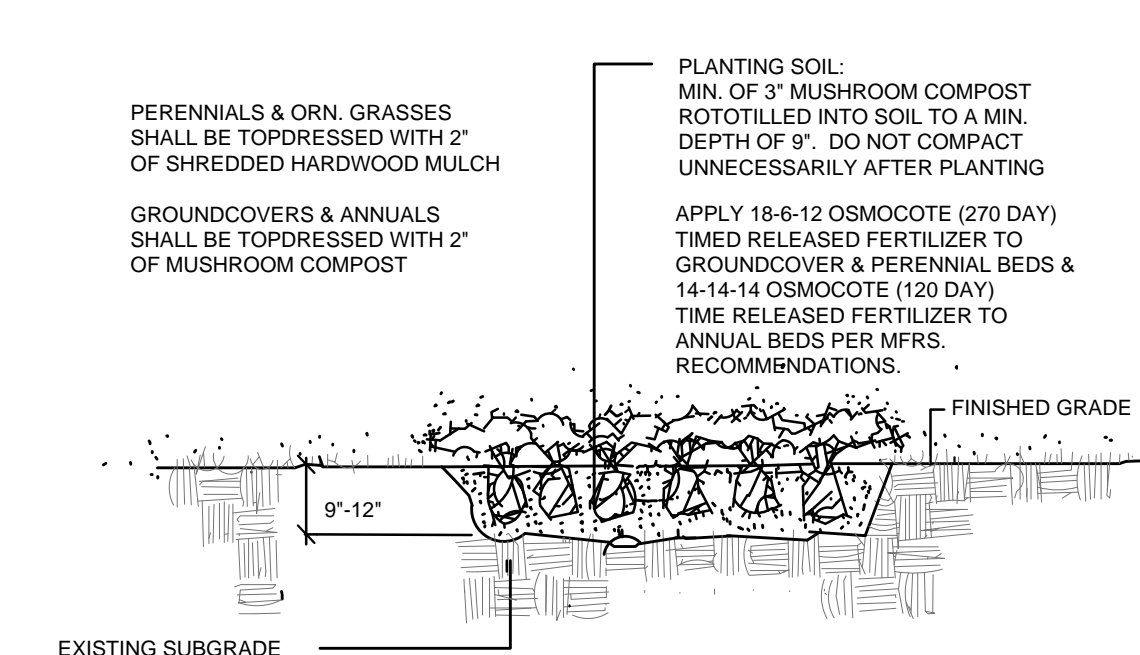 PERENNIALS & ORN. GRASSES
SHALL BE TOPDRESSED WITH 2"
OF SHREDDED HARDWOOD MULCH
GROUNDCOVERS & ANNUALS
SHALL BE TOPDRESSED WITH 2"
OF MUSHROOM COMPOST
PLANTING SOIL:
MIN. OF 3" MUSHROOM COMPOST
ROTOTILLED INTO SOIL TO A MIN.
DEPTH OF 9". DO NOT COMPACT
UNNECESSARILY AFTER PLANTING
APPLY 18-6-12 OSMOCOTE (270 DAY)
TIMED RELEASED FERTILIZER TO
GROUNDCOVER & PERENNIAL BEDS &
14-14-14 OSMOCOTE (120 DAY)
TIME RELEASED FERTILIZER TO
ANNUAL BEDS PER MFRS.
RECOMMENDATIONS.
FINISHED GRADE
9"-12"
EXISTING SUBGRADE